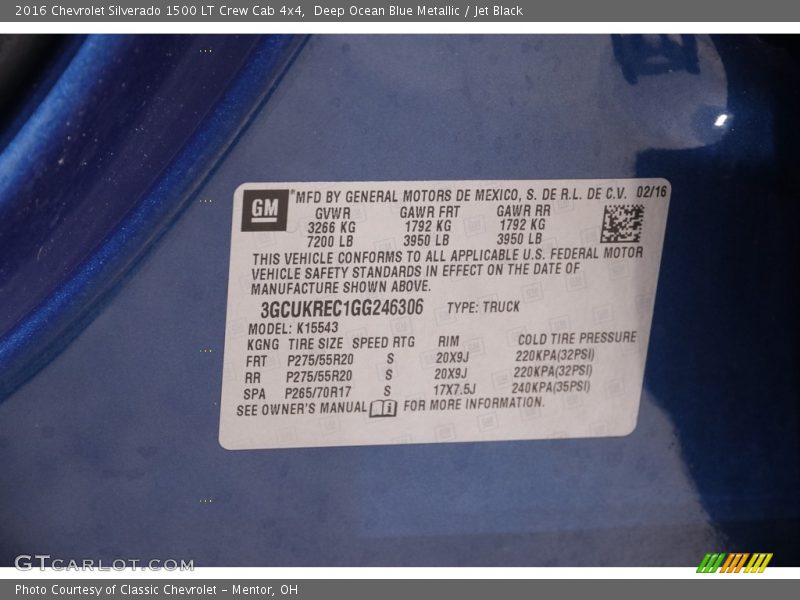 2016 Chevrolet Silverado 1500 LT Crew Cab 4x4, Deep Ocean Blue Metallic / Jet Black
GM ®MFD BY GENERAL MOTORS DE MEXICO, S. DE R.L. DE C.V. 02/16
GVWR GAWR FRT GAWR RR
3266 KG 1792 KG 1792 KG
7200 LB 3950 LB 3950 LB
THIS VEHICLE CONFORMS TO ALL APPLICABLE U.S. FEDERAL MOTOR
VEHICLE SAFETY STANDARDS IN EFFECT ON THE DATE OF
MANUFACTURE SHOWN ABOVE.
3GCUKREC1GG246306 TYPE: TRUCK
MODEL: K15543
KGNG TIRE SIZE SPEED RTG RIM COLD TIRE PRESSURE
FRT P275/55R20 S 20X9J 220KPA(32PSI)
RR P275/55R20 S 20X9J 220KPA(32PSI)
SPA P265/70R17 S 17X7.5J 240KPA(35PSI)
SEE OWNER'S MANUAL FOR MORE INFORMATION.
GTCARLOT.COM
Photo Courtesy of Classic Chevrolet - Mentor, OH